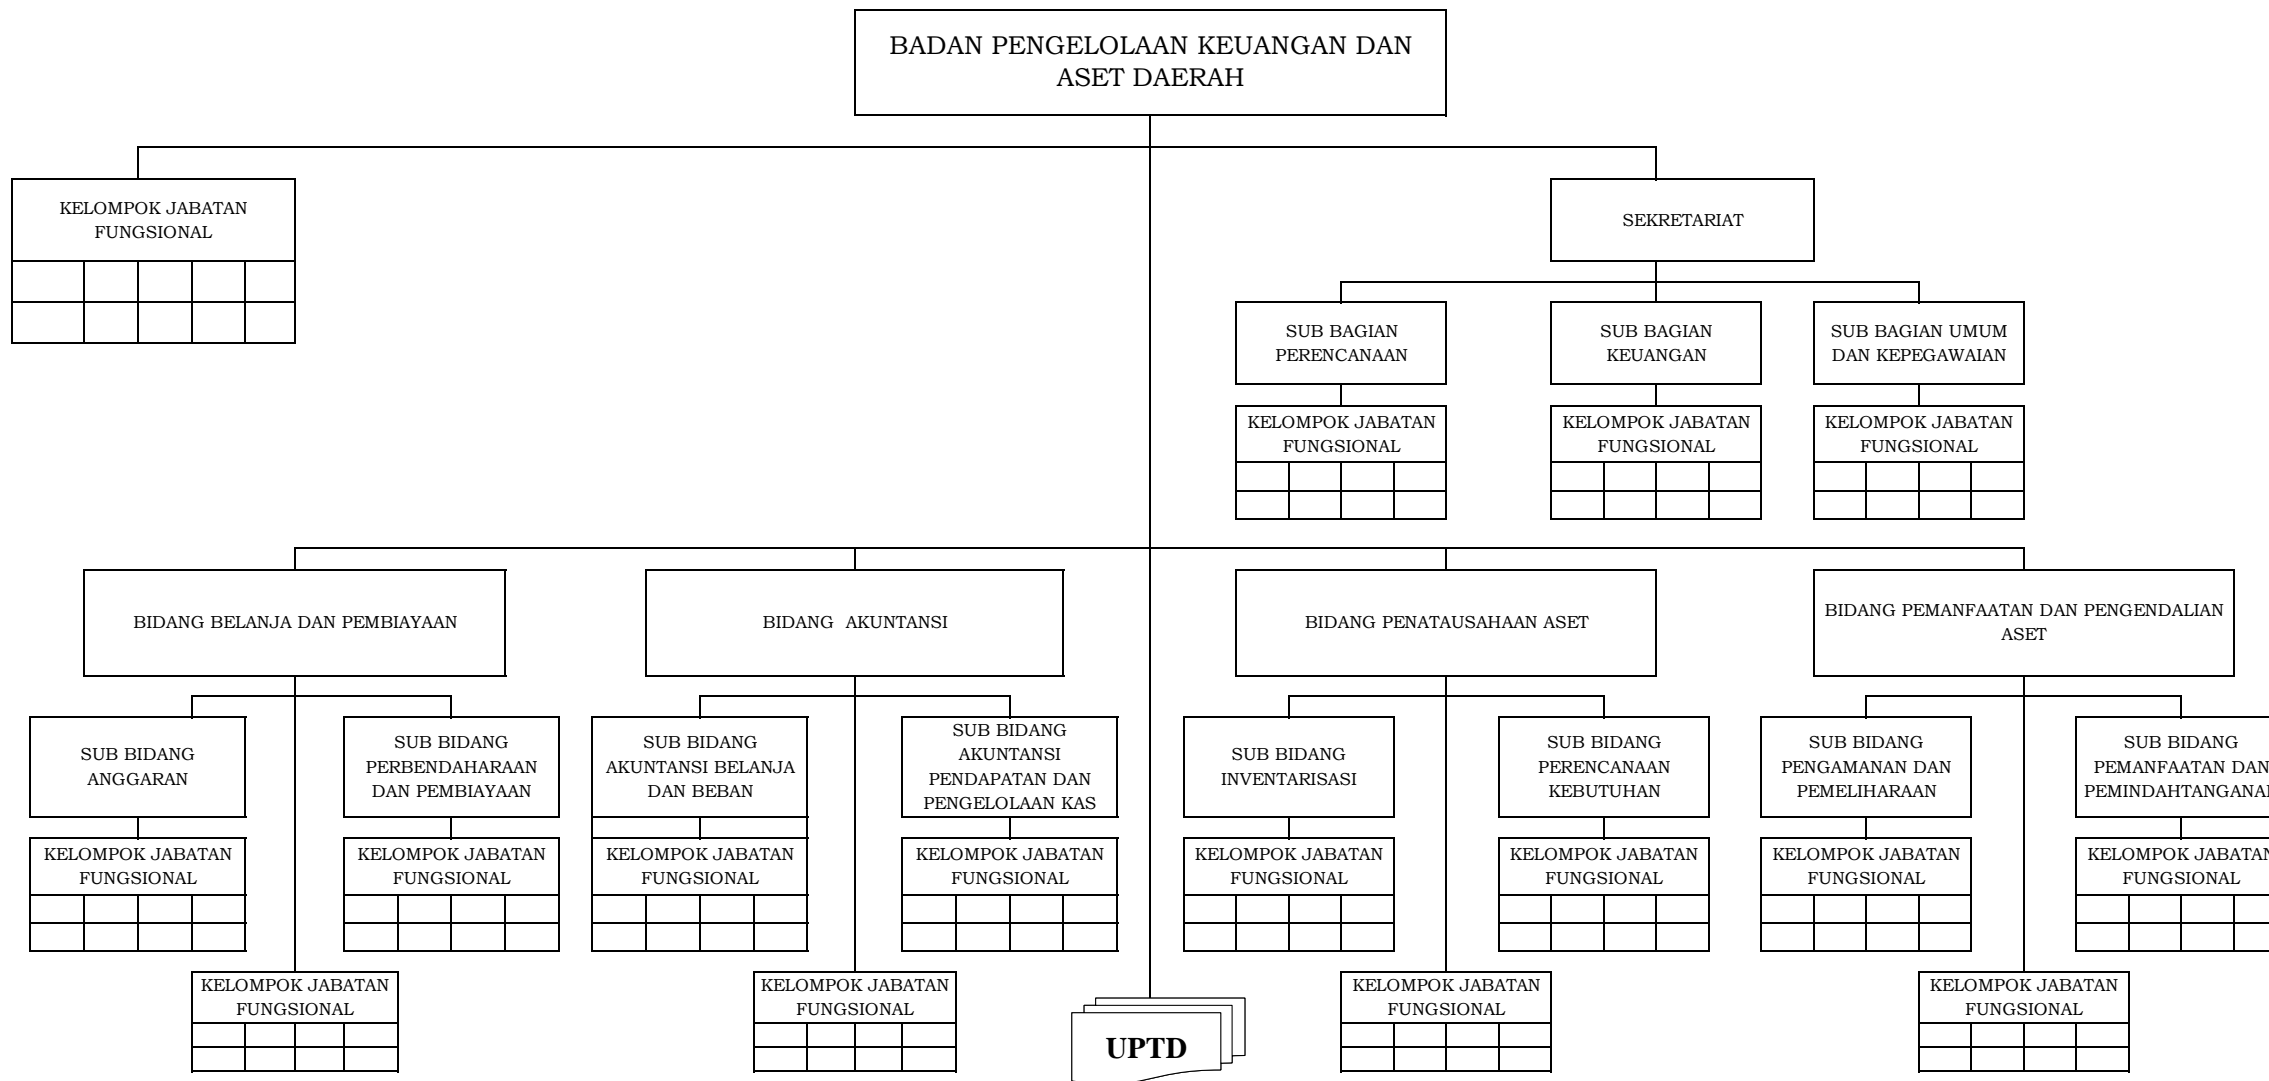 BADAN PENGELOLAAN KEUANGAN DAN
ASET DAERAH
KELOMPOK JABATAN
FUNGSIONAL
SEKRETARIAT
SUB BAGIAN
PERENCANAAN
SUB BAGIAN
KEUANGAN
SUB BAGIAN UMUM
DAN KEPEGAWAIAN
KELOMPOK JABATAN
FUNGSIONAL
KELOMPOK JABATAN
FUNGSIONAL
KELOMPOK JABATAN
FUNGSIONAL
BIDANG BELANJA DAN PEMBIAYAAN
BIDANG  AKUNTANSI
BIDANG PENATAUSAHAAN ASET
BIDANG PEMANFAATAN DAN PENGENDALIAN
ASET
SUB BIDANG
ANGGARAN
SUB BIDANG
PERBENDAHARAAN
DAN PEMBIAYAAN
SUB BIDANG
AKUNTANSI BELANJA
DAN BEBAN
SUB BIDANG
AKUNTANSI
PENDAPATAN DAN
PENGELOLAAN KAS
SUB BIDANG
INVENTARISASI
SUB BIDANG
PERENCANAAN
KEBUTUHAN
SUB BIDANG
PENGAMANAN DAN
PEMELIHARAAN
SUB BIDANG
PEMANFAATAN DAN
PEMINDAHTANGANAN
KELOMPOK JABATAN
FUNGSIONAL
KELOMPOK JABATAN
FUNGSIONAL
KELOMPOK JABATAN
FUNGSIONAL
KELOMPOK JABATAN
FUNGSIONAL
KELOMPOK JABATAN
FUNGSIONAL
KELOMPOK JABATAN
FUNGSIONAL
KELOMPOK JABATAN
FUNGSIONAL
KELOMPOK JABATAN
FUNGSIONAL
KELOMPOK JABATAN
FUNGSIONAL
KELOMPOK JABATAN
FUNGSIONAL
UPTD
KELOMPOK JABATAN
FUNGSIONAL
KELOMPOK JABATAN
FUNGSIONAL